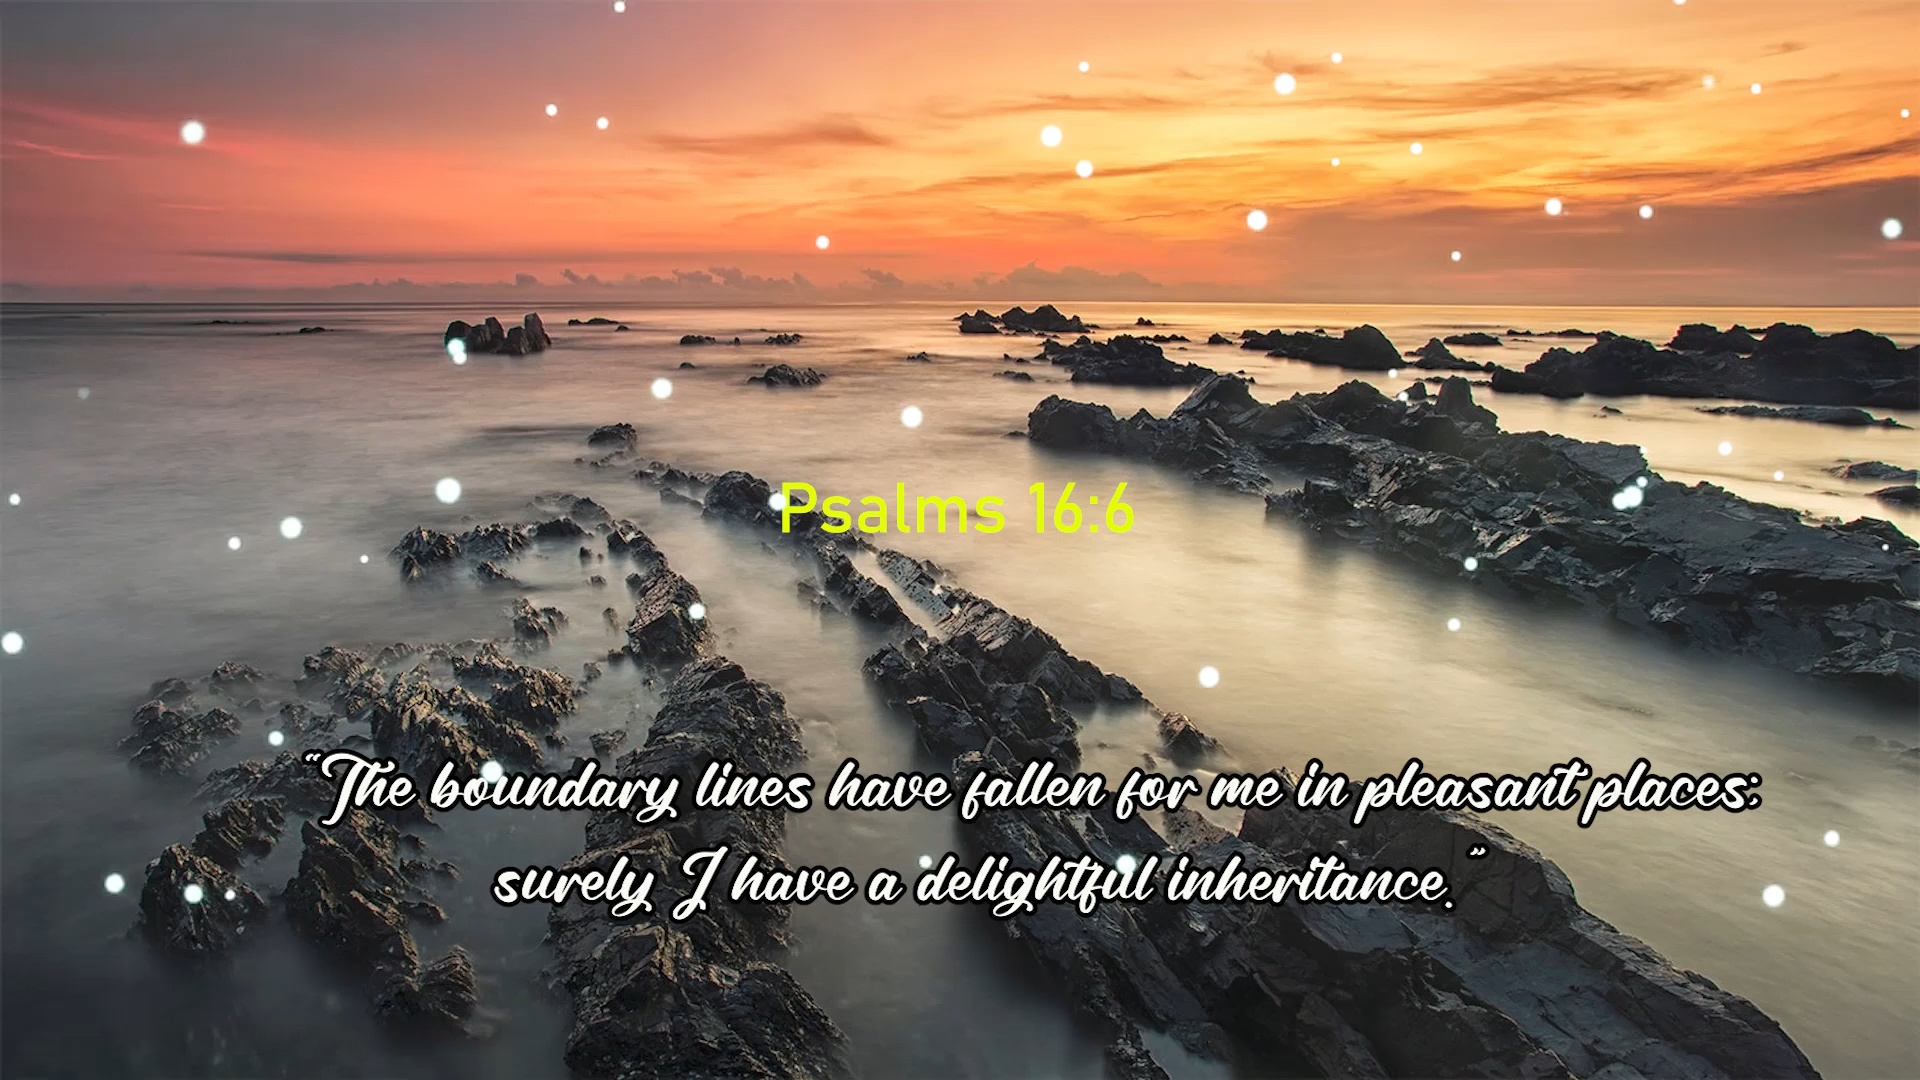 Psalms 16:6
"The boundary lines have fallen for me in pleasant places;
surely I have a delightful inheritance."